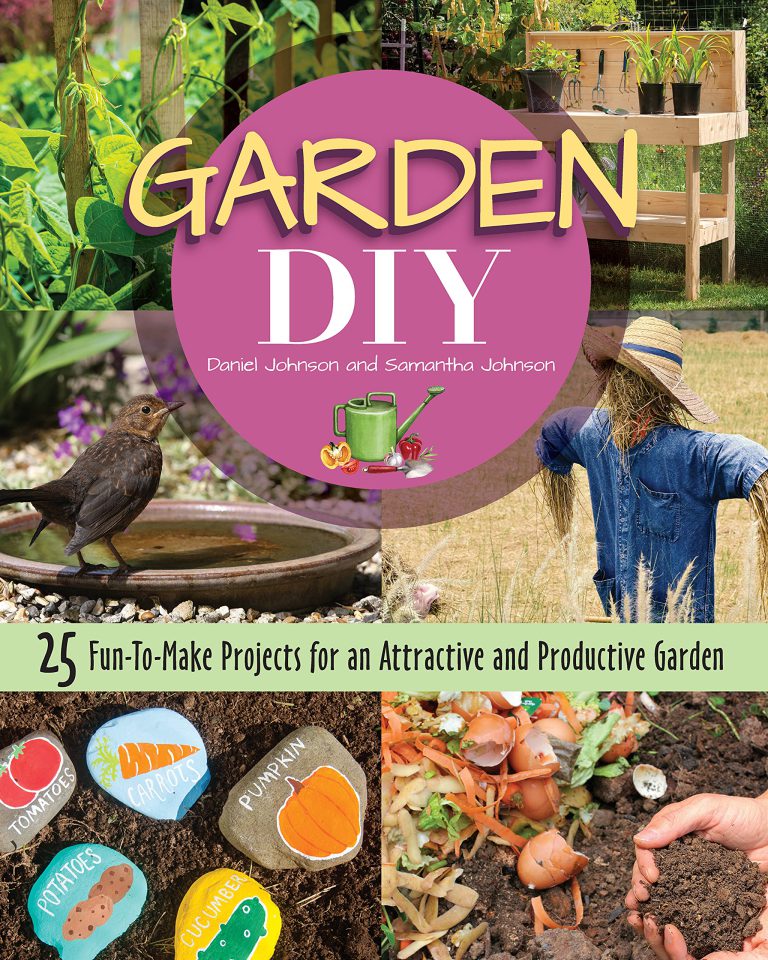 GARDEN
DIY
Daniel Johnson and Samantha Johnson
25 Fun-To-Make Projects for an Attractive and Productive Garden
TOMATOES
CARROTS
PUMPKIN
POTATOES
CUCUMBER